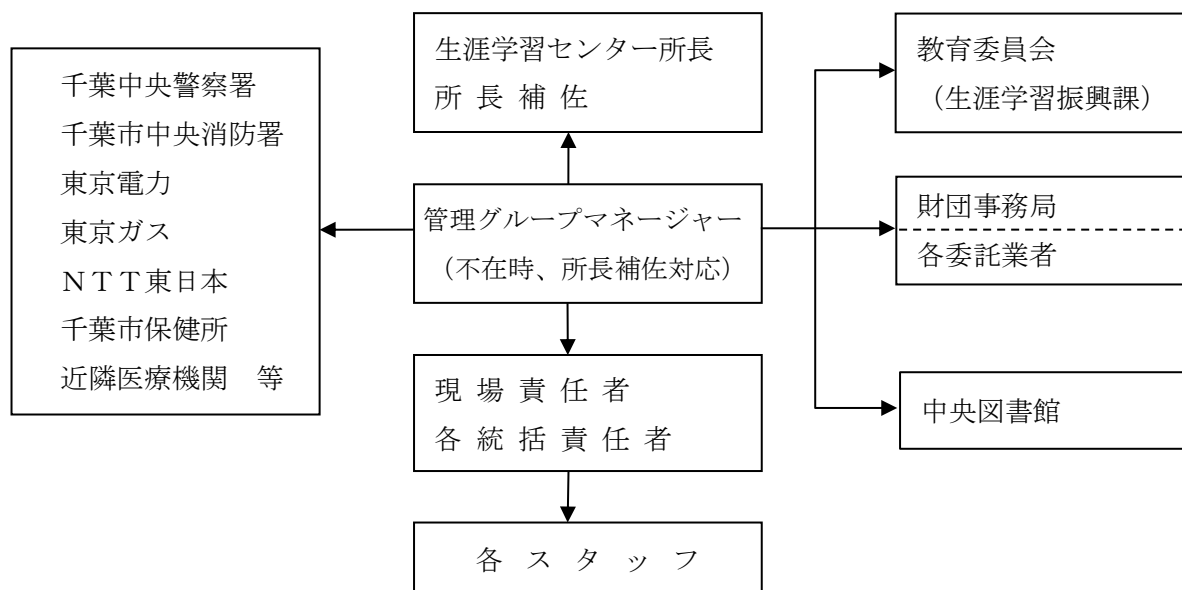 千葉中央警察署
千葉市中央消防署
東京電力
東京ガス
ＮＴＴ東日本
千葉市保健所
近隣医療機関　等
生涯学習センター所長
所 長 補 佐
管理グループマネージャー
（不在時、所長補佐対応）
現 場 責 任 者
各 統 括 責 任 者
各 ス タ ッ フ
教育委員会
（生涯学習振興課）
財団事務局
各委託業者
中央図書館